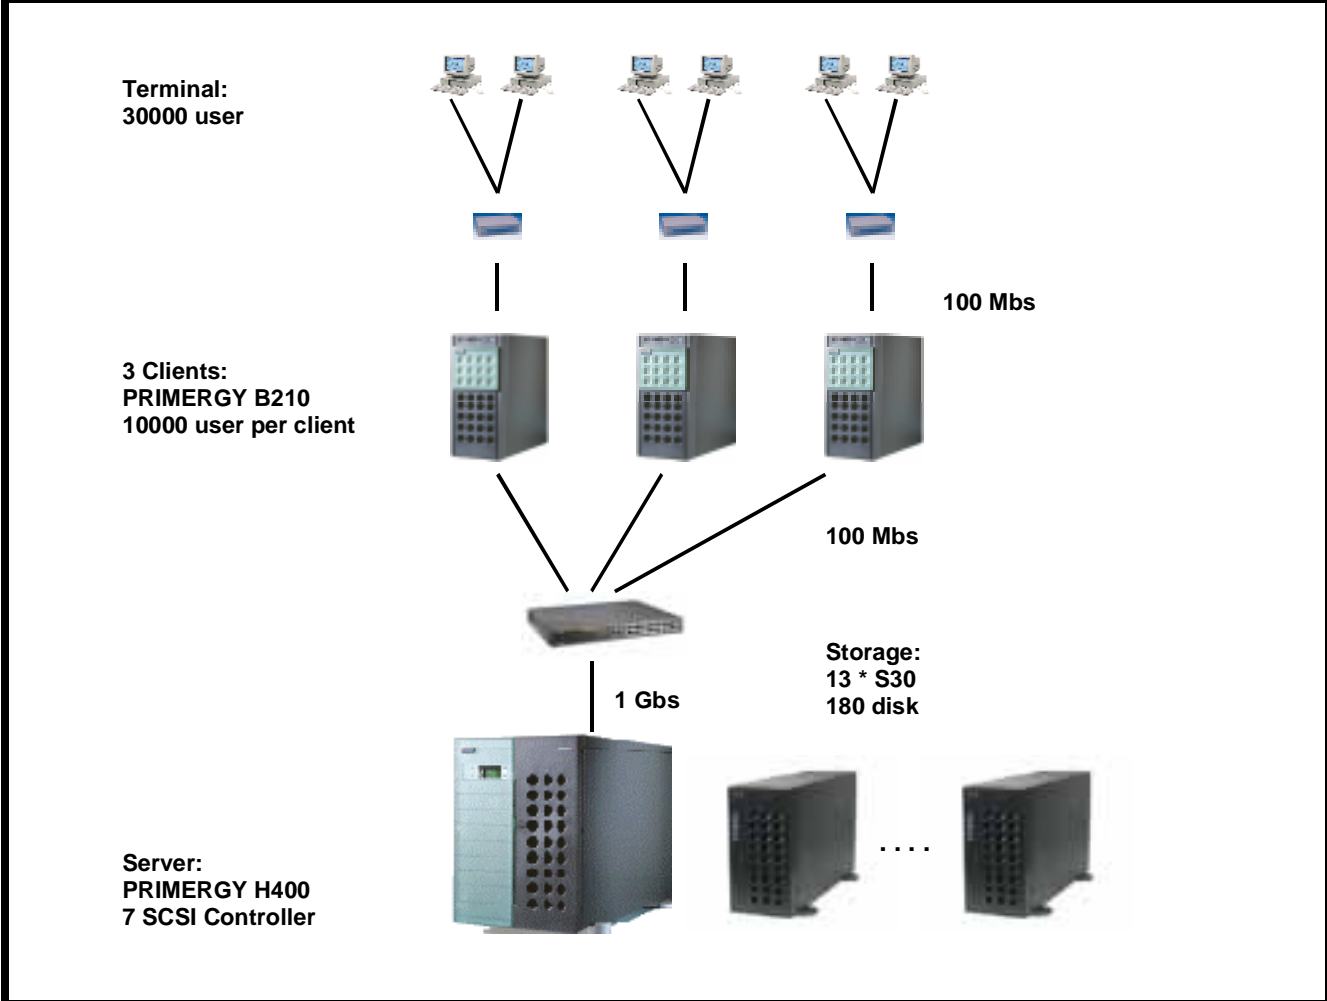 Terminal:
30000 user
100 Mbs
3 Clients:
PRIMERGY B210
10000 user per client
100 Mbs
Storage:
13 * S30
180 disk
1 Gbs
. . . .
Server:
PRIMERGY H400
7 SCSI Controller